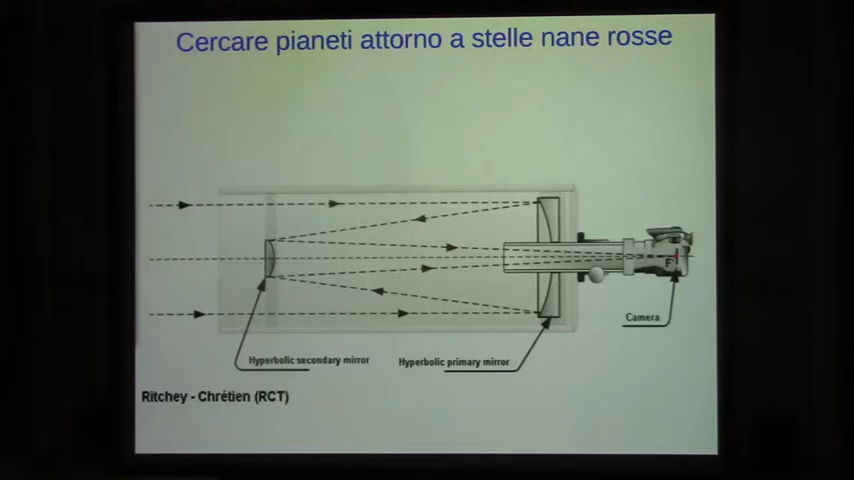 Cercare pianeti attorno a stelle nane rosse
F
Camera
Hyperbolic secondary mirror
Hyperbolic primary mirror
Ritchey - Chrétien (RCT)